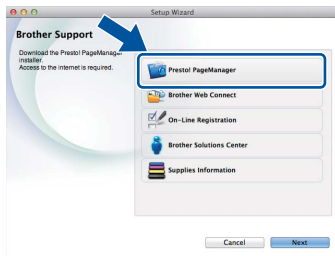 Setup Wizard
Brother Support
Download the Presto! PageManager
installer.
Access to the Internet is required.
Presto! PageManager
Brother Web Connect
On-Line Registration
Brother Solutions Center
Supplies Information
Cancel
Next